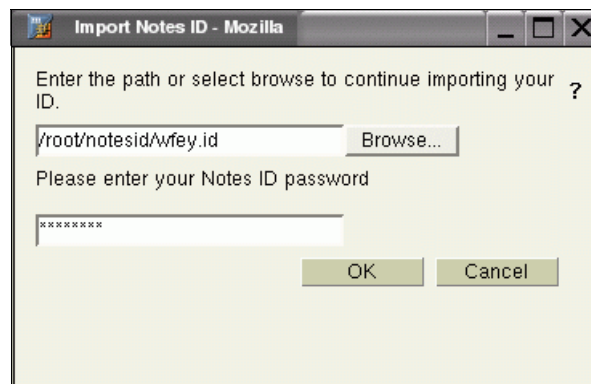 Import Notes ID - Mozilla
Enter the path or select browse to continue importing your
ID.
?
/root/notesid/wfey.id
Browse...
Please enter your Notes ID password
********
OK
Cancel